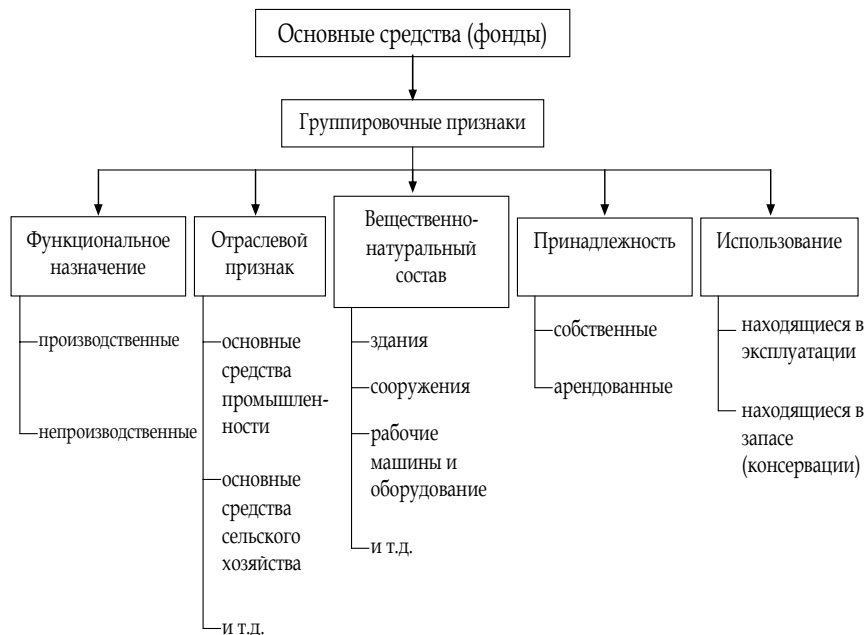 Основные средства (фонды)
Группировочные признаки
Функциональное
назначение
производственные
непроизводственные
Отраслевой
признак
основные
средства
промышлен-
ности
основные
средства
сельского
хозяйства
и т.д.
Вещественно-
натуральный
состав
здания
сооружения
рабочие
машины и
оборудование
и т.д.
Принадлежность
собственные
арендованные
Использование
находящиеся в
эксплуатации
находящиеся в
запасе
(консервации)